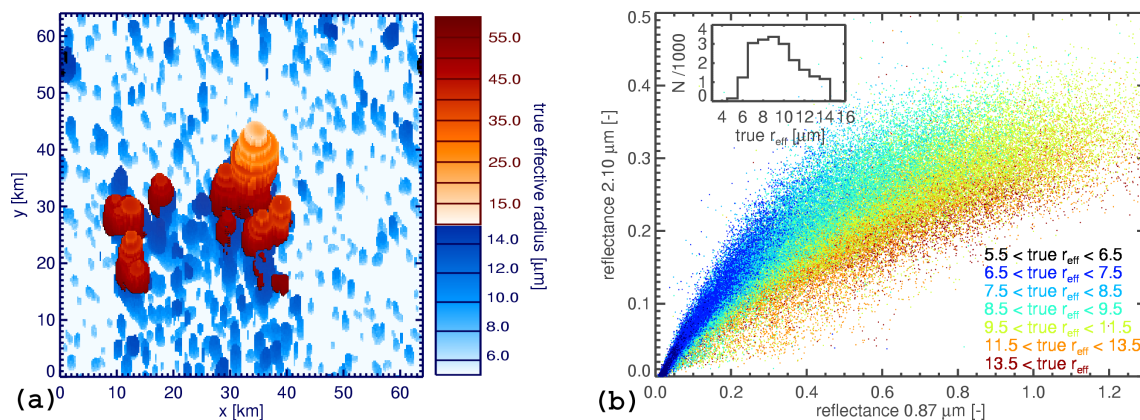 64
60
50
40
30
20
10
0
y [km]
0 10 20 30 40 50 60
x [km]
(a)
55.0
45.0
35.0
25.0
15.0
14.0
12.0
10.0
8.0
6.0
true effective radius [μm]
0.5
0.4
0.3
0.2
0.1
0.0
reflectance 2.10 μm [-]
4
3
2
1
0
N /1000
4 6 8 10 12 14 16
true r_eff [μm]
5.5 < true r_eff < 6.5
6.5 < true r_eff < 7.5
7.5 < true r_eff < 8.5
8.5 < true r_eff < 9.5
9.5 < true r_eff < 11.5
11.5 < true r_eff < 13.5
13.5 < true r_eff
0.0 0.2 0.4 0.6 0.8 1.0 1.2
reflectance 0.87 μm [-]
(b)